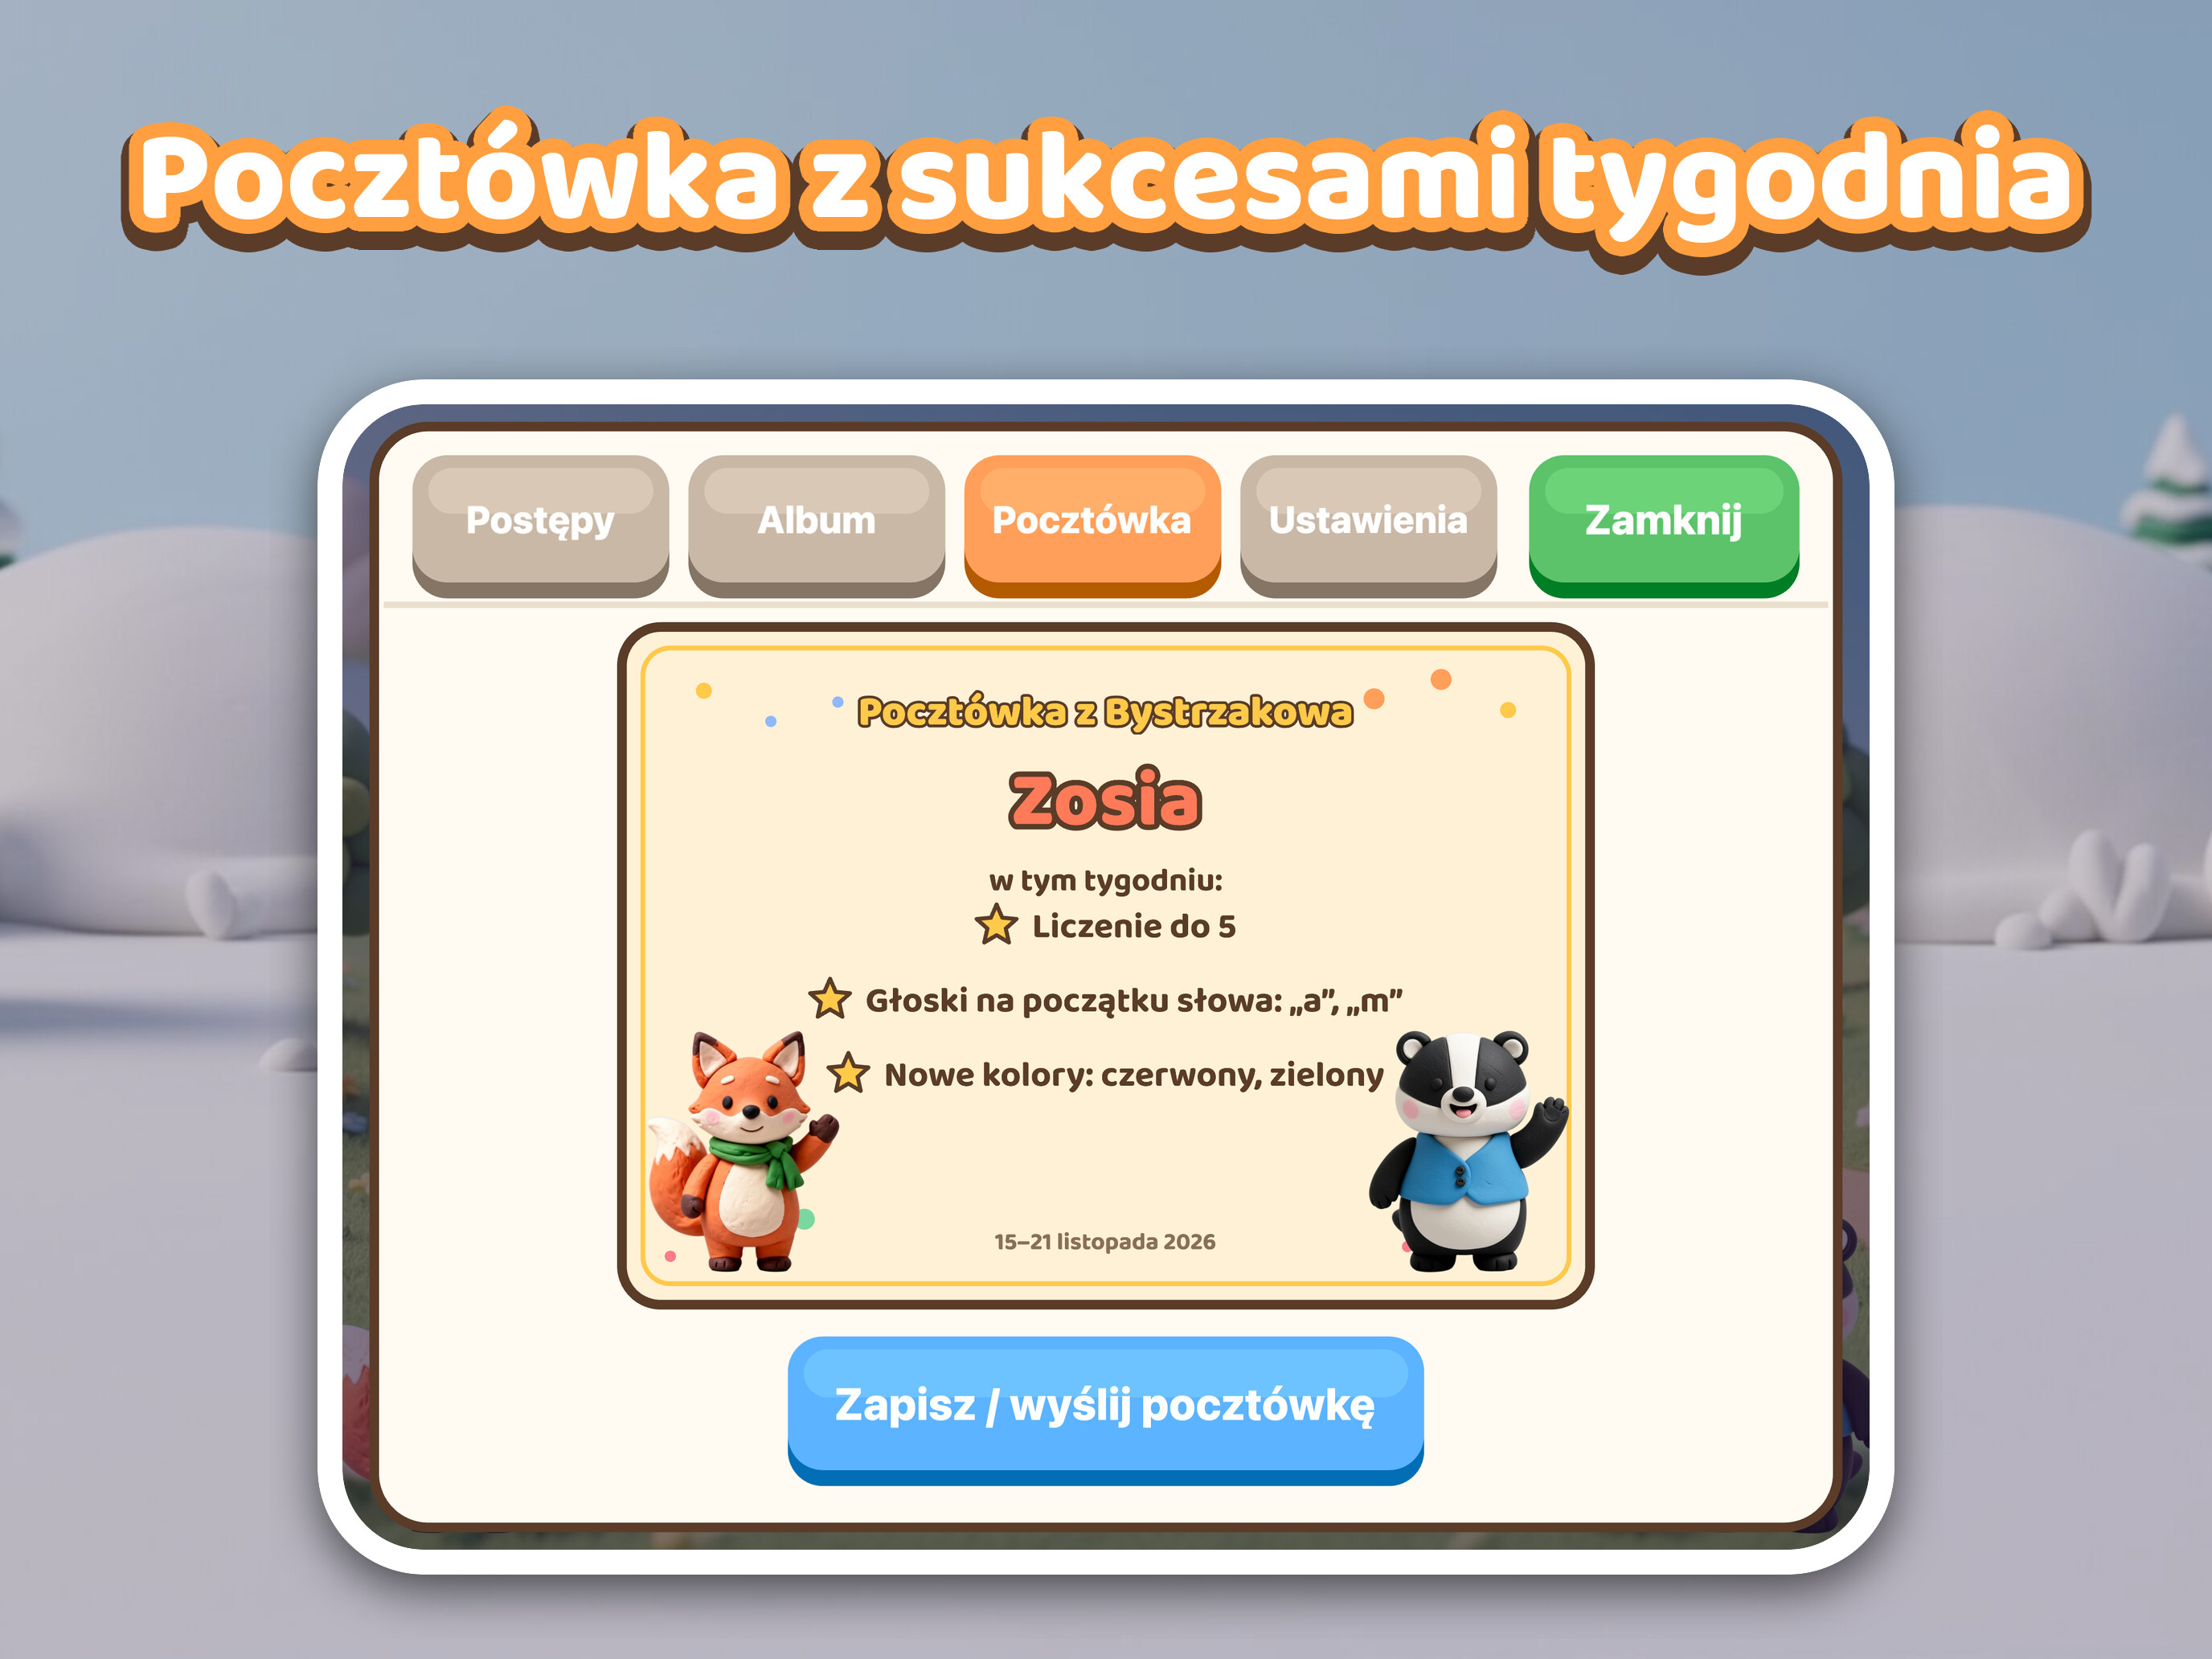 Pocztówka z sukcesami tygodnia
Postępy
Album
Pocztówka
Ustawienia
Zamknij
Pocztówka z Bystrzakowa
Zosia
w tym tygodniu:
Liczenie do 5
Głoski na początku słowa: „a”, „m”
Nowe kolory: czerwony, zielony
15–21 listopada 2026
Zapisz / wyślij pocztówkę